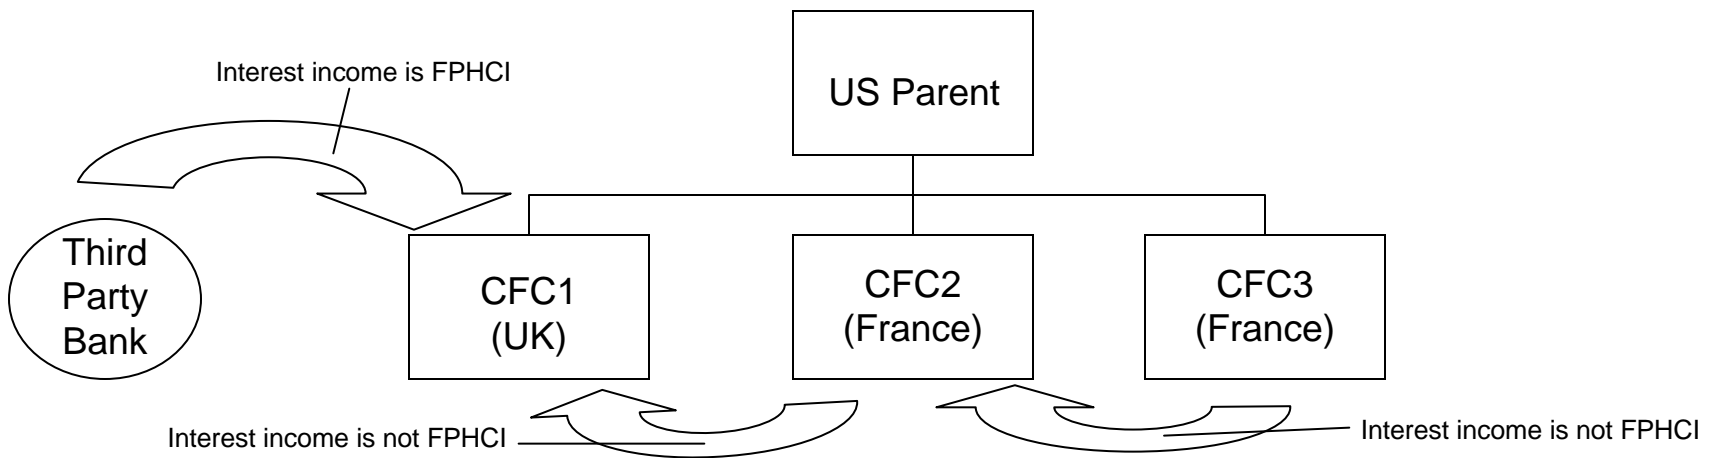 Interest income is FPHCI
US Parent
Third
Party
Bank
CFC1
(UK)
CFC2
(France)
CFC3
(France)
Interest income is not FPHCI
Interest income is not FPHCI